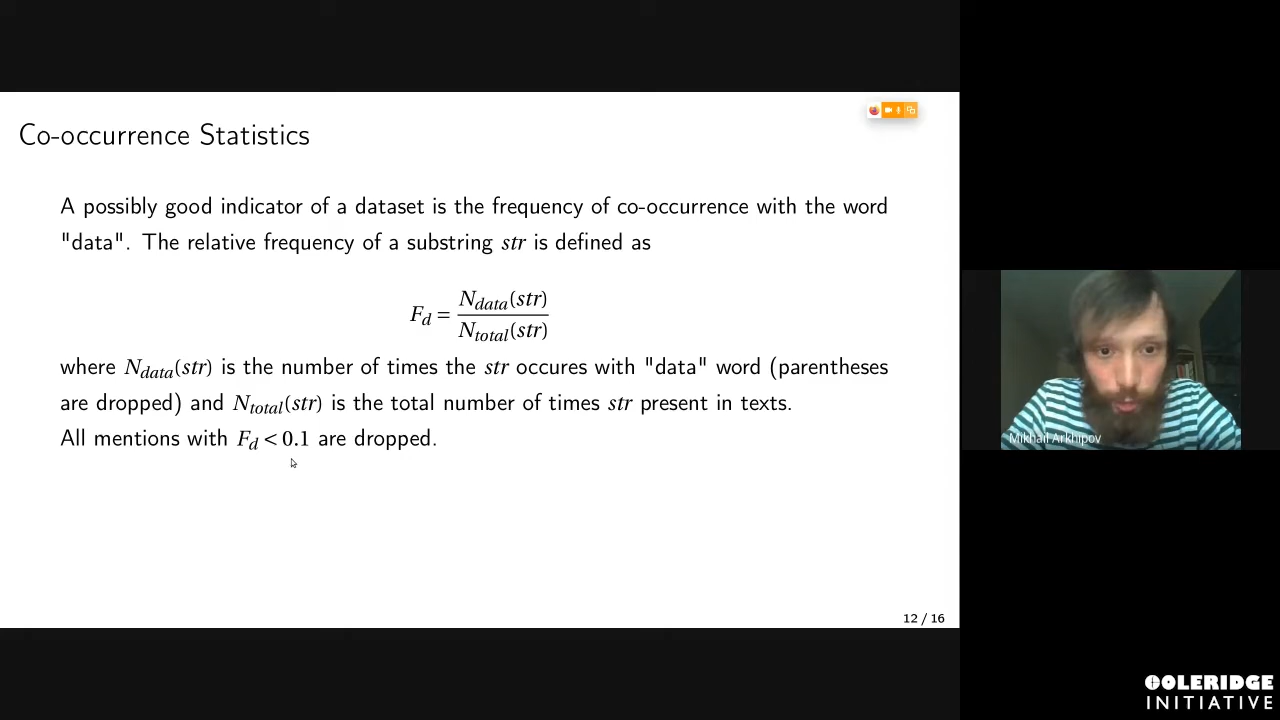 Co-occurrence Statistics
A possibly good indicator of a dataset is the frequency of co-occurrence with the word
"data". The relative frequency of a substring str is defined as
F_d = N_data(str) / N_total(str)
where N_data(str) is the number of times the str occures with "data" word (parentheses
are dropped) and N_total(str) is the total number of times str present in texts.
All mentions with F_d < 0.1 are dropped.
12 / 16
Mikhail Arkhipov
COLERIDGE
INITIATIVE